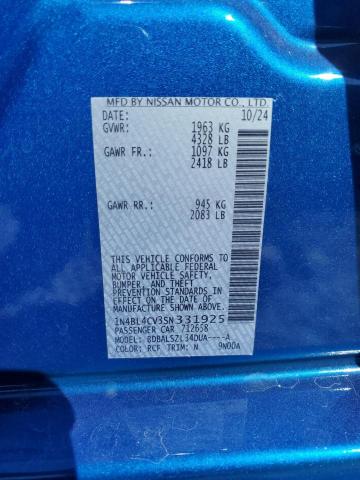 MFD BY NISSAN MOTOR CO., LTD.
DATE: 10/24
GVWR: 1963 KG
4328 LB
GAWR FR.: 1097 KG
2418 LB
GAWR RR.: 945 KG
2083 LB
THIS VEHICLE CONFORMS TO
ALL APPLICABLE FEDERAL
MOTOR VEHICLE SAFETY,
BUMPER, AND THEFT
PREVENTION STANDARDS IN
EFFECT ON THE DATE OF
MANUFACTURE SHOWN ABOVE.
1N4BL4CV3SN331925
PASSENGER CAR 712658
MODEL: BDBALSZL34DUA----A
COLOR: RCF TRIM: N 9N00A